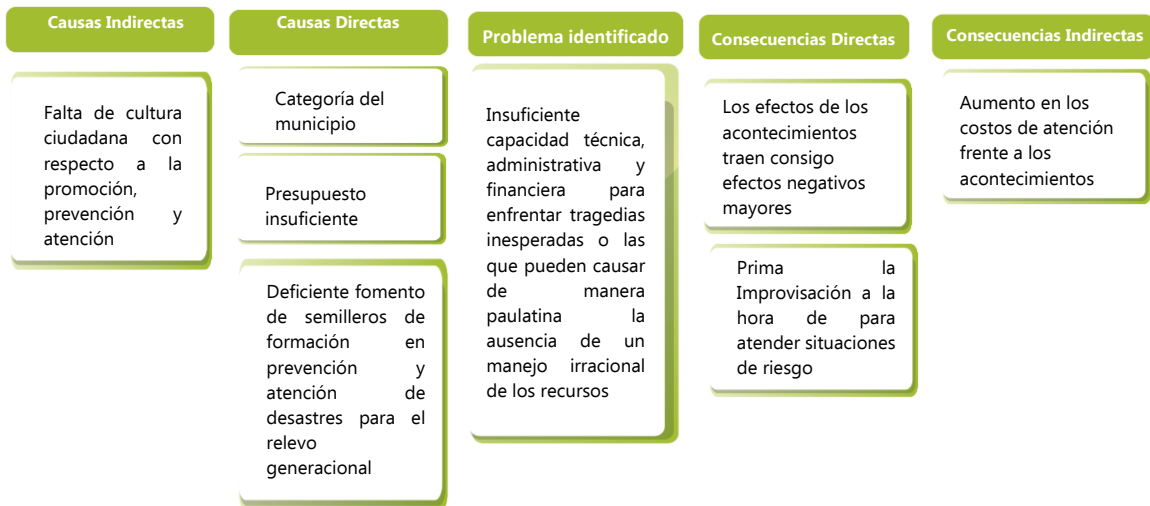 Causas Indirectas
Falta de cultura
ciudadana con
respecto a la
promoción,
prevención y
atención
Causas Directas
Categoría del
municipio
Presupuesto
insuficiente
Deficiente fomento
de semilleros de
formación en
prevención y
atención de
desastres para el
relevo
generacional
Problema identificado
Insuficiente
capacidad técnica,
administrativa y
financiera para
enfrentar tragedias
inesperadas o las
que pueden causar
de manera
paulatina la
ausencia de un
manejo irracional
de los recursos
Consecuencias Directas
Los efectos de los
acontecimientos
traen consigo
efectos negativos
mayores
Prima la
Improvisación a la
hora de para
atender situaciones
de riesgo
Consecuencias Indirectas
Aumento en los
costos de atención
frente a los
acontecimientos